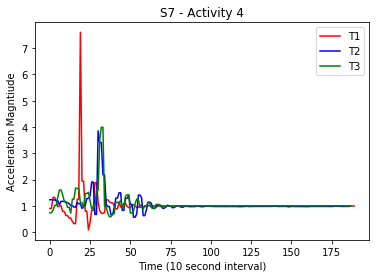 S7 - Activity 4
T1
T2
T3
Acceleration Magntiude
7
6
5
4
3
2
1
0
0 25 50 75 100 125 150 175
Time (10 second interval)